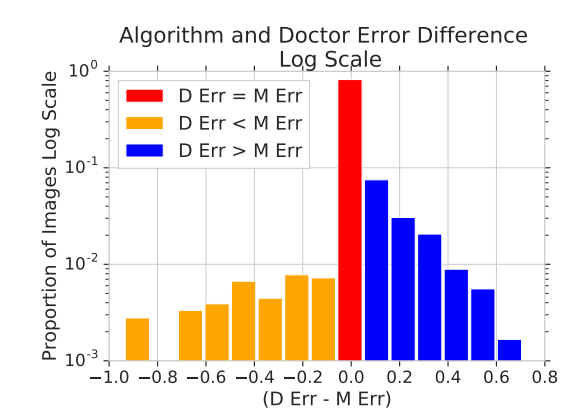 Algorithm and Doctor Error Difference
Log Scale
Proportion of Images Log Scale
10^0
10^-1
10^-2
10^-3
D Err = M Err
D Err < M Err
D Err > M Err
−1.0 −0.8 −0.6 −0.4 −0.2 0.0 0.2 0.4 0.6 0.8
(D Err - M Err)